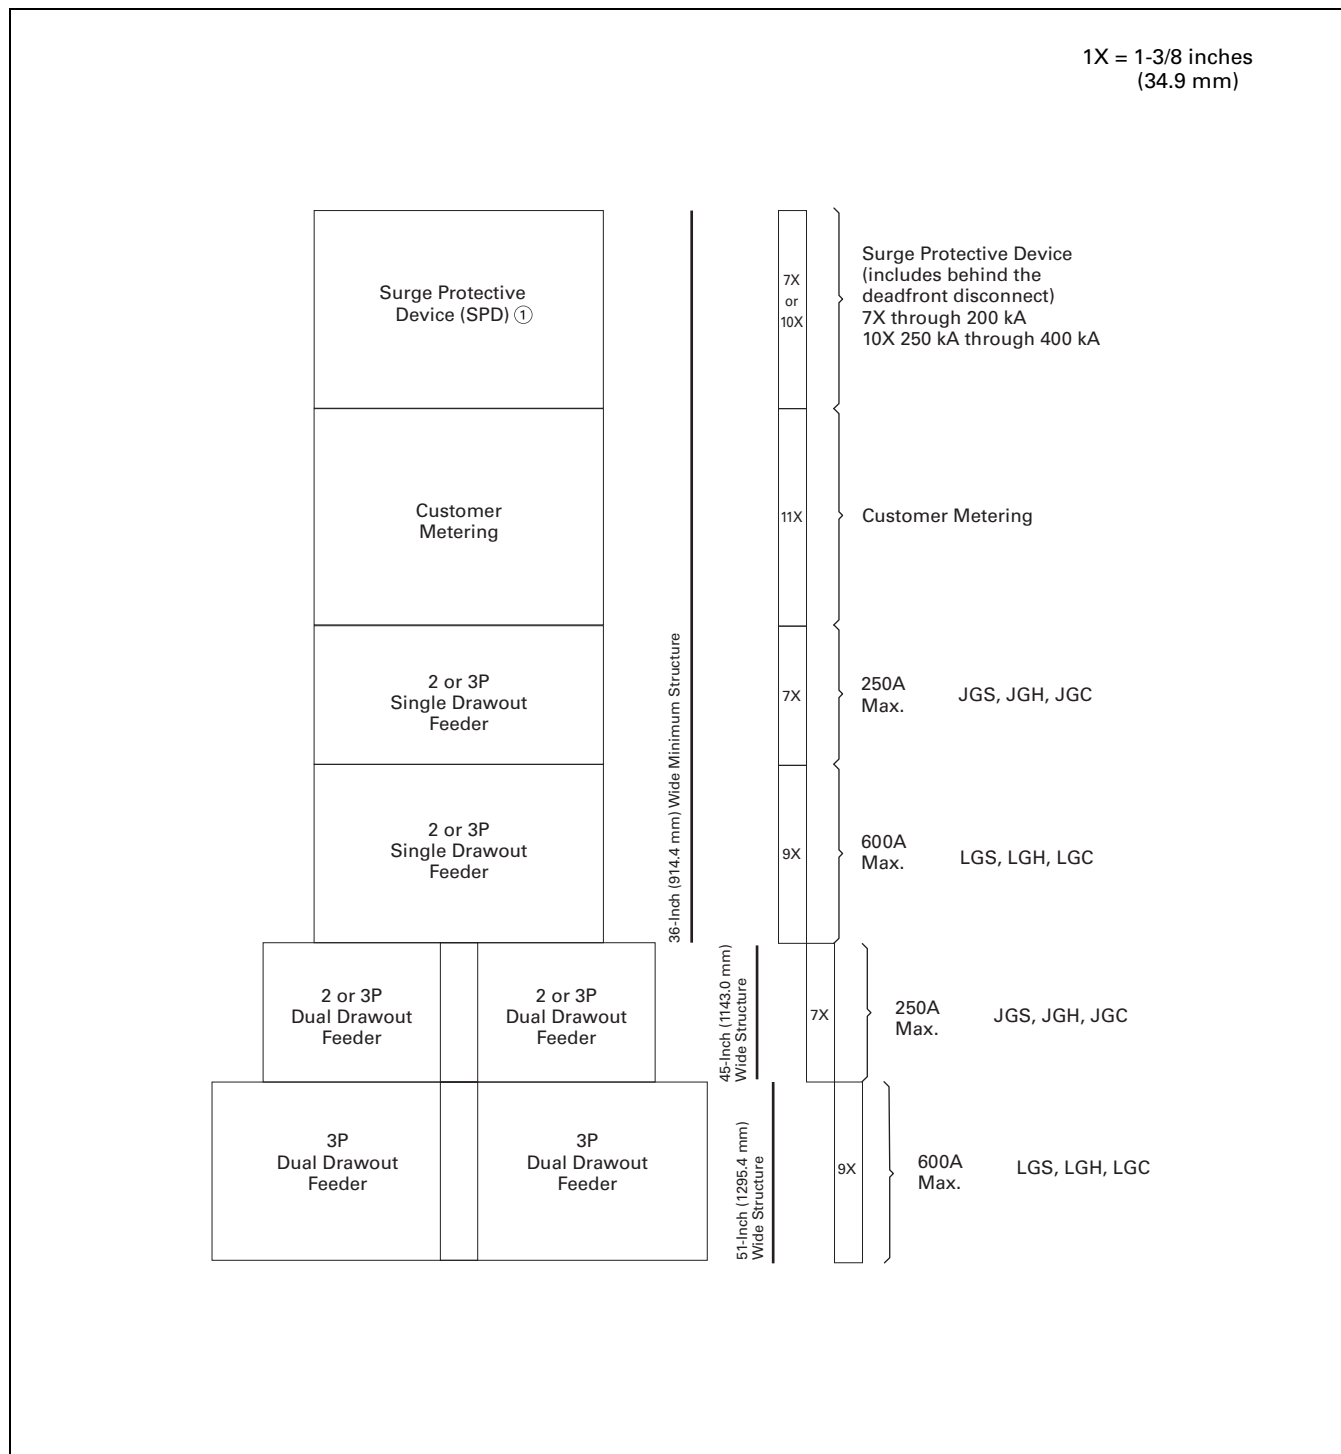 1X = 1-3/8 inches
(34.9 mm)
Surge Protective
Device (SPD) ①
7X
or
10X
Surge Protective Device
(includes behind the
deadfront disconnect)
7X through 200 kA
10X 250 kA through 400 kA
Customer
Metering
11X
Customer Metering
36-Inch (914.4 mm) Wide Minimum Structure
2 or 3P
Single Drawout
Feeder
7X
250A
Max.
JGS, JGH, JGC
2 or 3P
Single Drawout
Feeder
9X
600A
Max.
LGS, LGH, LGC
2 or 3P
Dual Drawout
Feeder
2 or 3P
Dual Drawout
Feeder
45-Inch (1143.0 mm)
Wide Structure
7X
250A
Max.
JGS, JGH, JGC
3P
Dual Drawout
Feeder
3P
Dual Drawout
Feeder
51-Inch (1295.4 mm)
Wide Structure
9X
600A
Max.
LGS, LGH, LGC